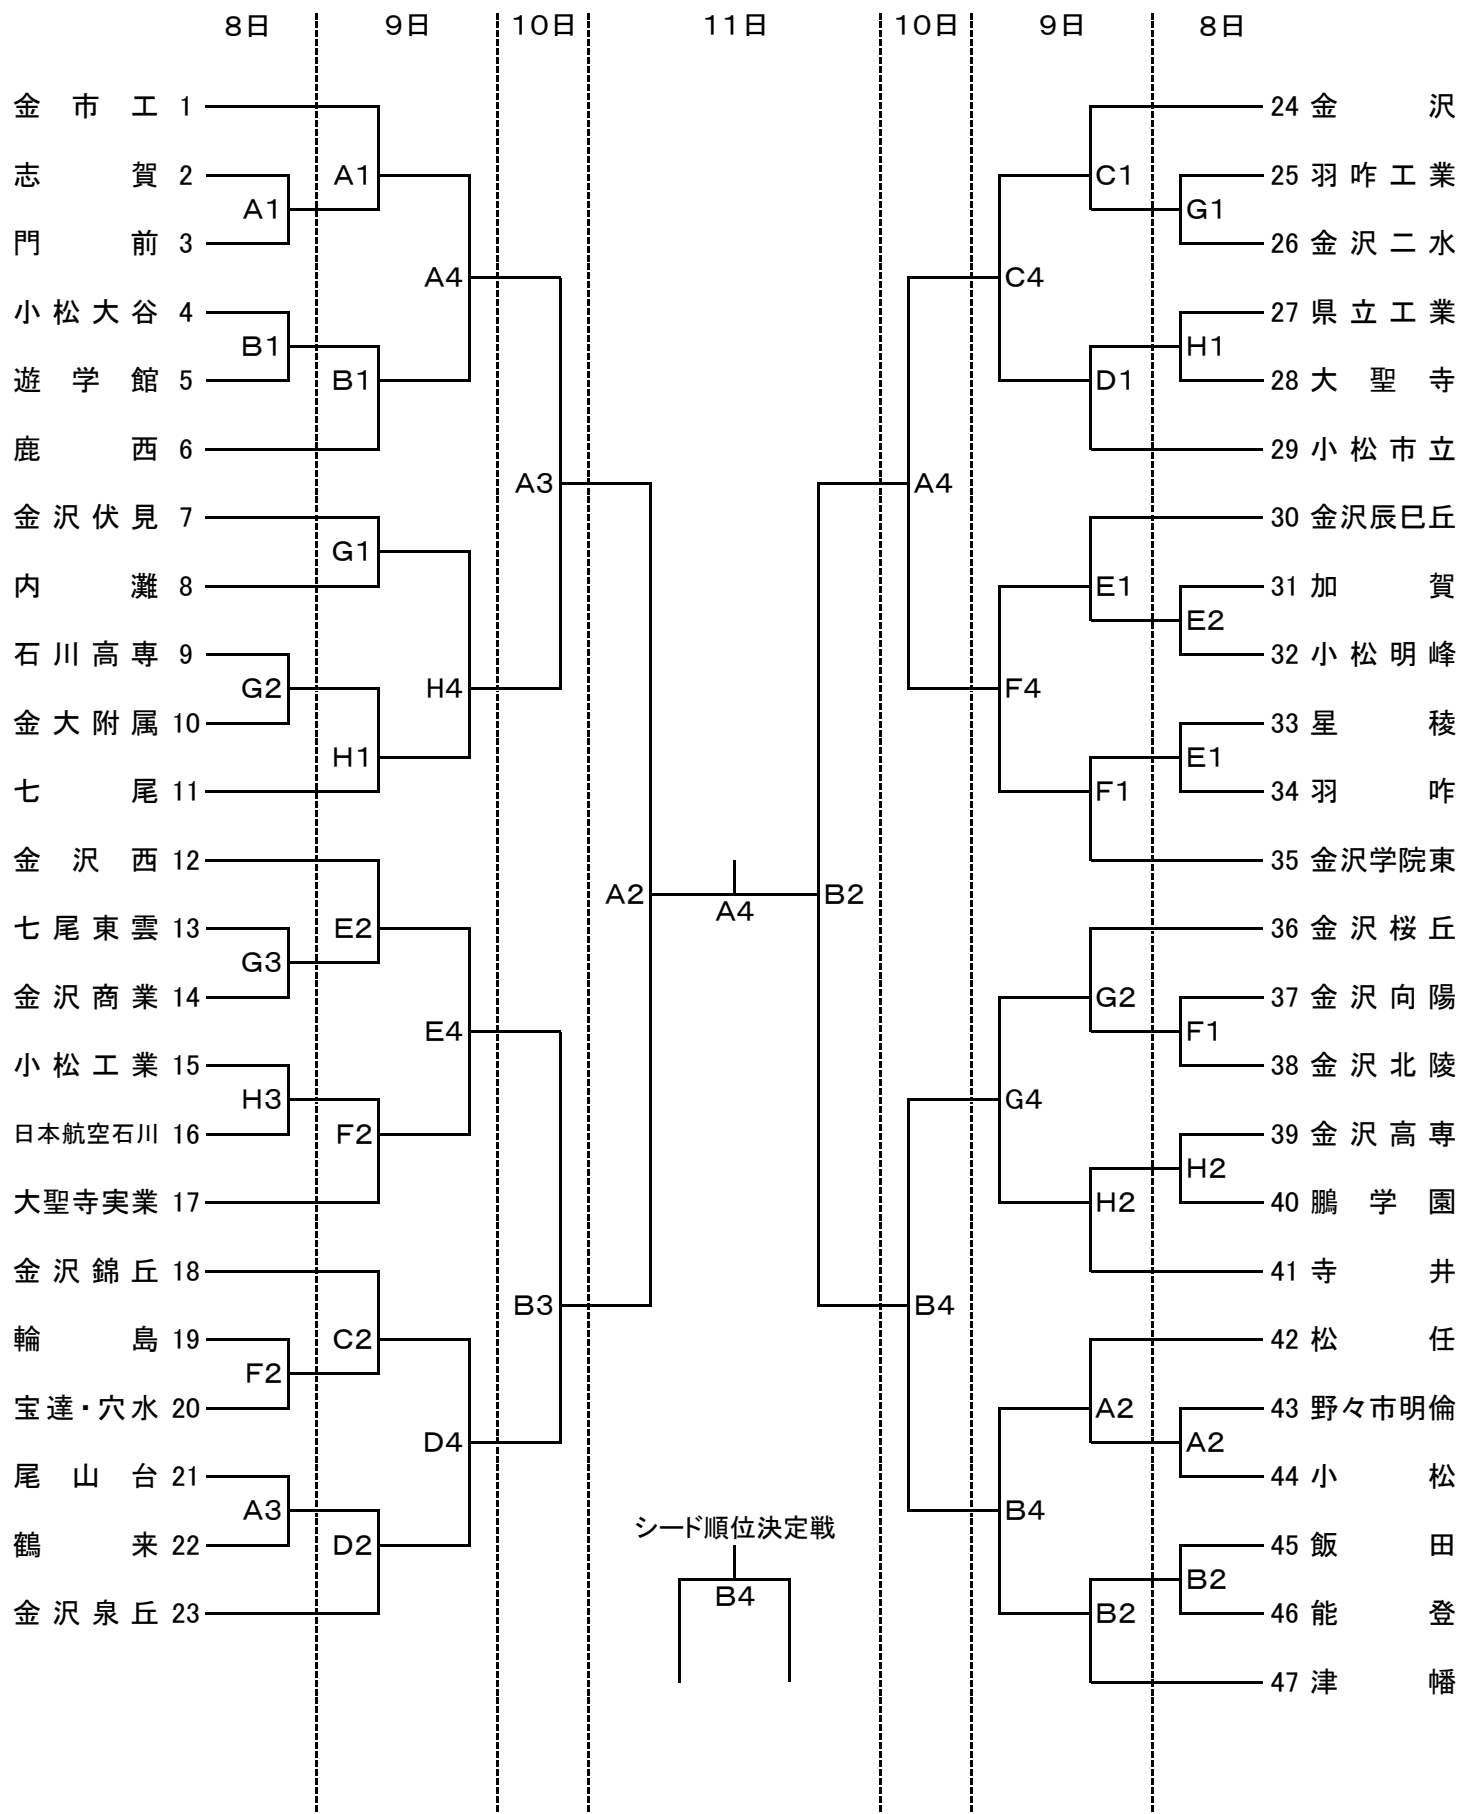 8日 9日 10日 11日 10日 9日 8日
金市工 1
志賀 2
門前 3
小松大谷 4
遊学館 5
鹿西 6
金沢伏見 7
内灘 8
石川高専 9
金大附属 10
七尾 11
金沢西 12
七尾東雲 13
金沢商業 14
小松工業 15
日本航空石川 16
大聖寺実業 17
金沢錦丘 18
輪島 19
宝達・穴水 20
尾山台 21
鶴来 22
金沢泉丘 23
A1
B1
G2
G3
H3
F2
A3
A1
B1
G1
H1
E2
F2
C2
D2
A4
H4
E4
D4
A3
B3
A2
A4
B2
シード順位決定戦
B4
A4
B4
C4
F4
G4
B4
C1
D1
E1
F1
G2
H2
A2
B2
G1
H1
E2
E1
F1
H2
A2
B2
24 金沢
25 羽咋工業
26 金沢二水
27 県立工業
28 大聖寺
29 小松市立
30 金沢辰巳丘
31 加賀
32 小松明峰
33 星稜
34 羽咋
35 金沢学院東
36 金沢桜丘
37 金沢向陽
38 金沢北陵
39 金沢高専
40 鵬学園
41 寺井
42 松任
43 野々市明倫
44 小松
45 飯田
46 能登
47 津幡